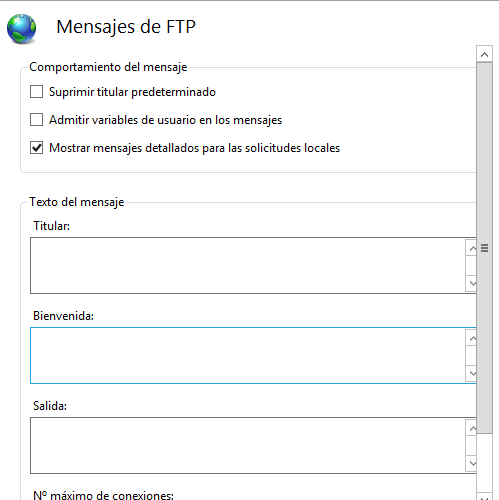 Mensajes de FTP
Comportamiento del mensaje
Suprimir titular predeterminado
Admitir variables de usuario en los mensajes
Mostrar mensajes detallados para las solicitudes locales
Texto del mensaje
Titular:
Bienvenida:
Salida:
Nº máximo de conexiones: